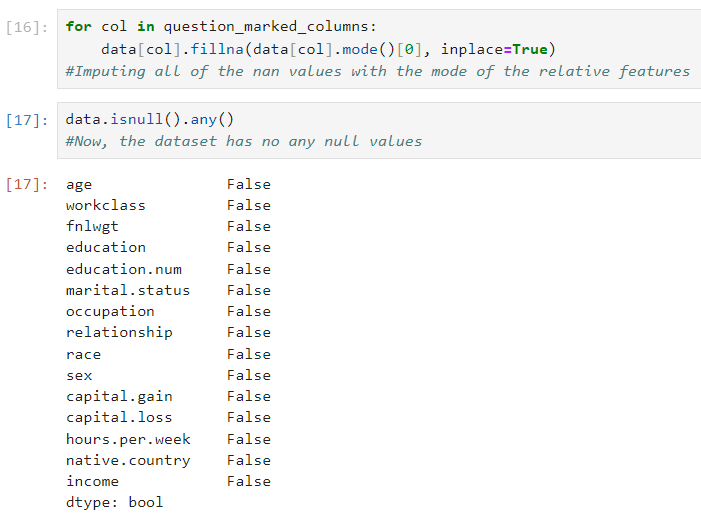 [16]: for col in question_marked_columns:
    data[col].fillna(data[col].mode()[0], inplace=True)
#Imputing all of the nan values with the mode of the relative features
[17]: data.isnull().any()
#Now, the dataset has no any null values
[17]: age               False
workclass         False
fnlwgt            False
education         False
education.num     False
marital.status    False
occupation        False
relationship      False
race              False
sex               False
capital.gain      False
capital.loss      False
hours.per.week    False
native.country    False
income            False
dtype: bool